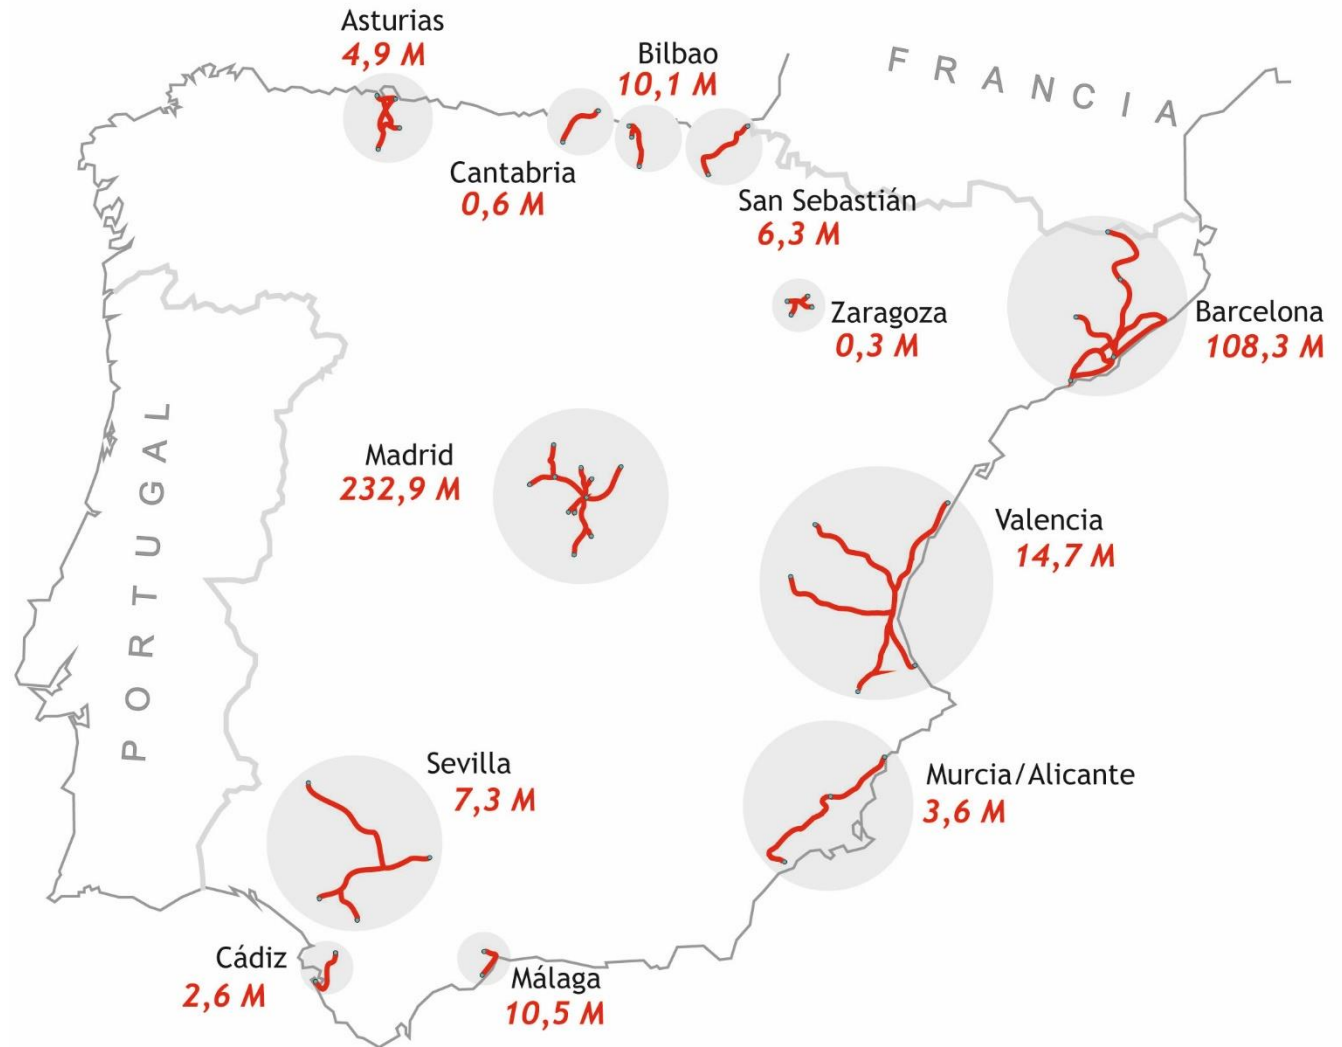 Asturias
4,9 M
Bilbao
10,1 M
FRANCIA
Cantabria
0,6 M
San Sebastián
6,3 M
Zaragoza
0,3 M
Barcelona
108,3 M
PORTUGAL
Madrid
232,9 M
Valencia
14,7 M
Sevilla
7,3 M
Murcia/Alicante
3,6 M
Cádiz
2,6 M
Málaga
10,5 M